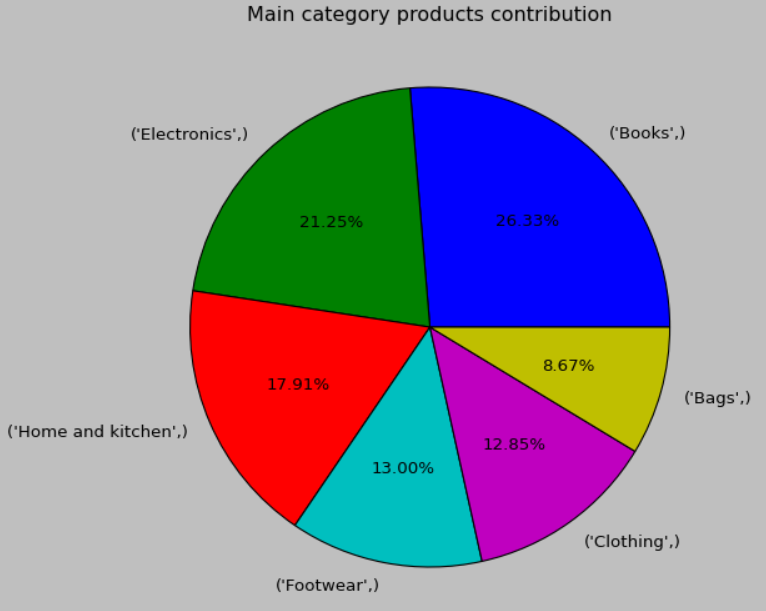 Main category products contribution
('Electronics',)
('Books',)
21.25%
26.33%
8.67%
17.91%
('Bags',)
('Home and kitchen',)
12.85%
13.00%
('Clothing',)
('Footwear',)